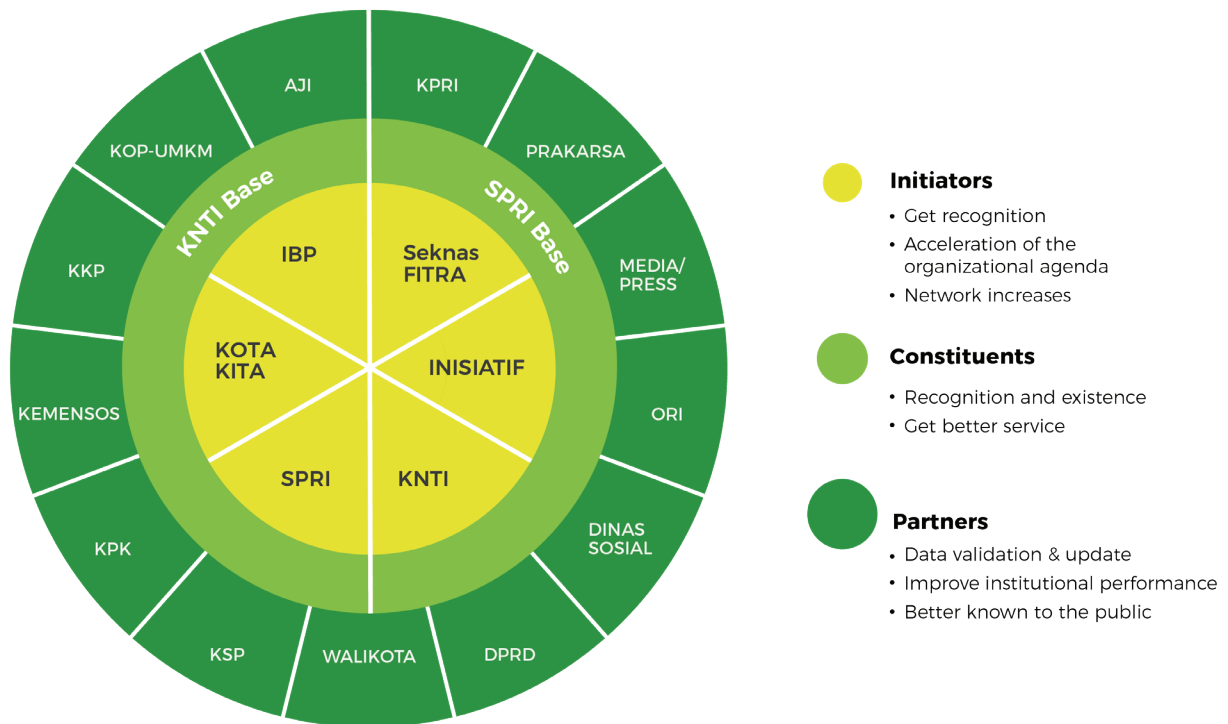 AJI
KPRI
KOP-UMKM
PRAKARSA
KNTI Base
SPRI Base
IBP
Seknas
FITRA
KKP
MEDIA/
PRESS
KOTA
KITA
INISIATIF
KEMENSOS
ORI
SPRI
KNTI
KPK
DINAS
SOSIAL
KSP
WALIKOTA
DPRD
Initiators
• Get recognition
• Acceleration of the
organizational agenda
• Network increases
Constituents
• Recognition and existence
• Get better service
Partners
• Data validation & update
• Improve institutional performance
• Better known to the public